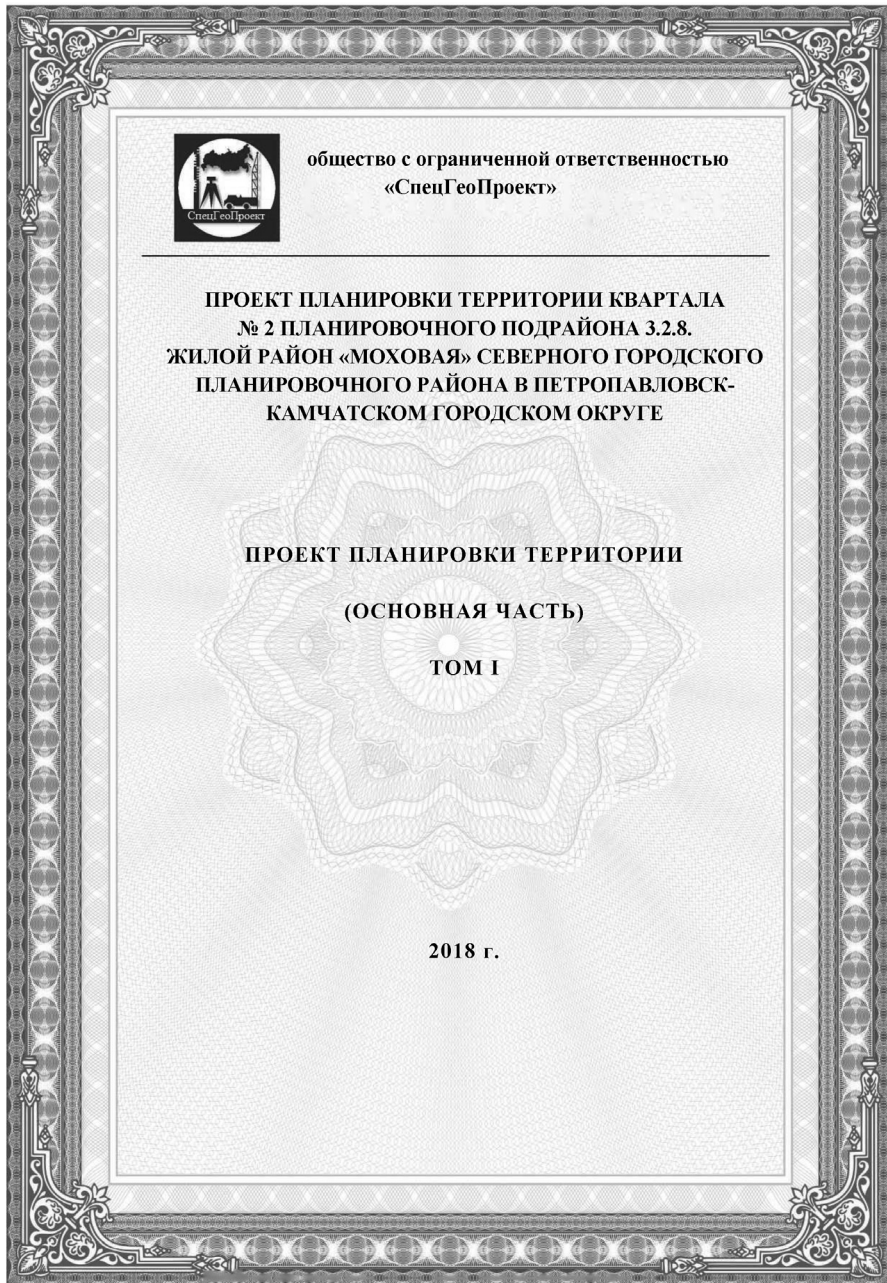 общество с ограниченной ответственностью
«СпецГеоПроект»
СпецГеоПроект
ПРОЕКТ ПЛАНИРОВКИ ТЕРРИТОРИИ КВАРТАЛА
№ 2 ПЛАНИРОВОЧНОГО ПОДРАЙОНА 3.2.8.
ЖИЛОЙ РАЙОН «МОХОВАЯ» СЕВЕРНОГО ГОРОДСКОГО
ПЛАНИРОВОЧНОГО РАЙОНА В ПЕТРОПАВЛОВСК-
КАМЧАТСКОМ ГОРОДСКОМ ОКРУГЕ
ПРОЕКТ ПЛАНИРОВКИ ТЕРРИТОРИИ
(ОСНОВНАЯ ЧАСТЬ)
ТОМ I
2018 г.